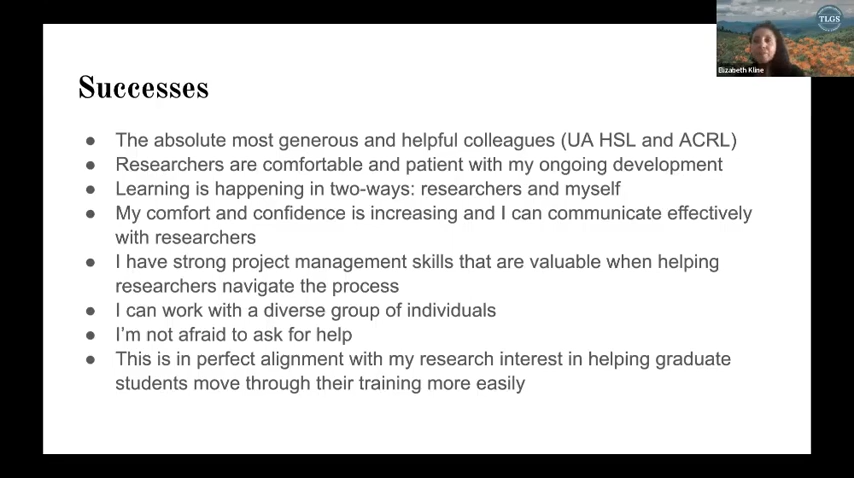 TLGS
Elizabeth Kline
Successes
● The absolute most generous and helpful colleagues (UA HSL and ACRL)
● Researchers are comfortable and patient with my ongoing development
● Learning is happening in two-ways: researchers and myself
● My comfort and confidence is increasing and I can communicate effectively
with researchers
● I have strong project management skills that are valuable when helping
researchers navigate the process
● I can work with a diverse group of individuals
● I'm not afraid to ask for help
● This is in perfect alignment with my research interest in helping graduate
students move through their training more easily